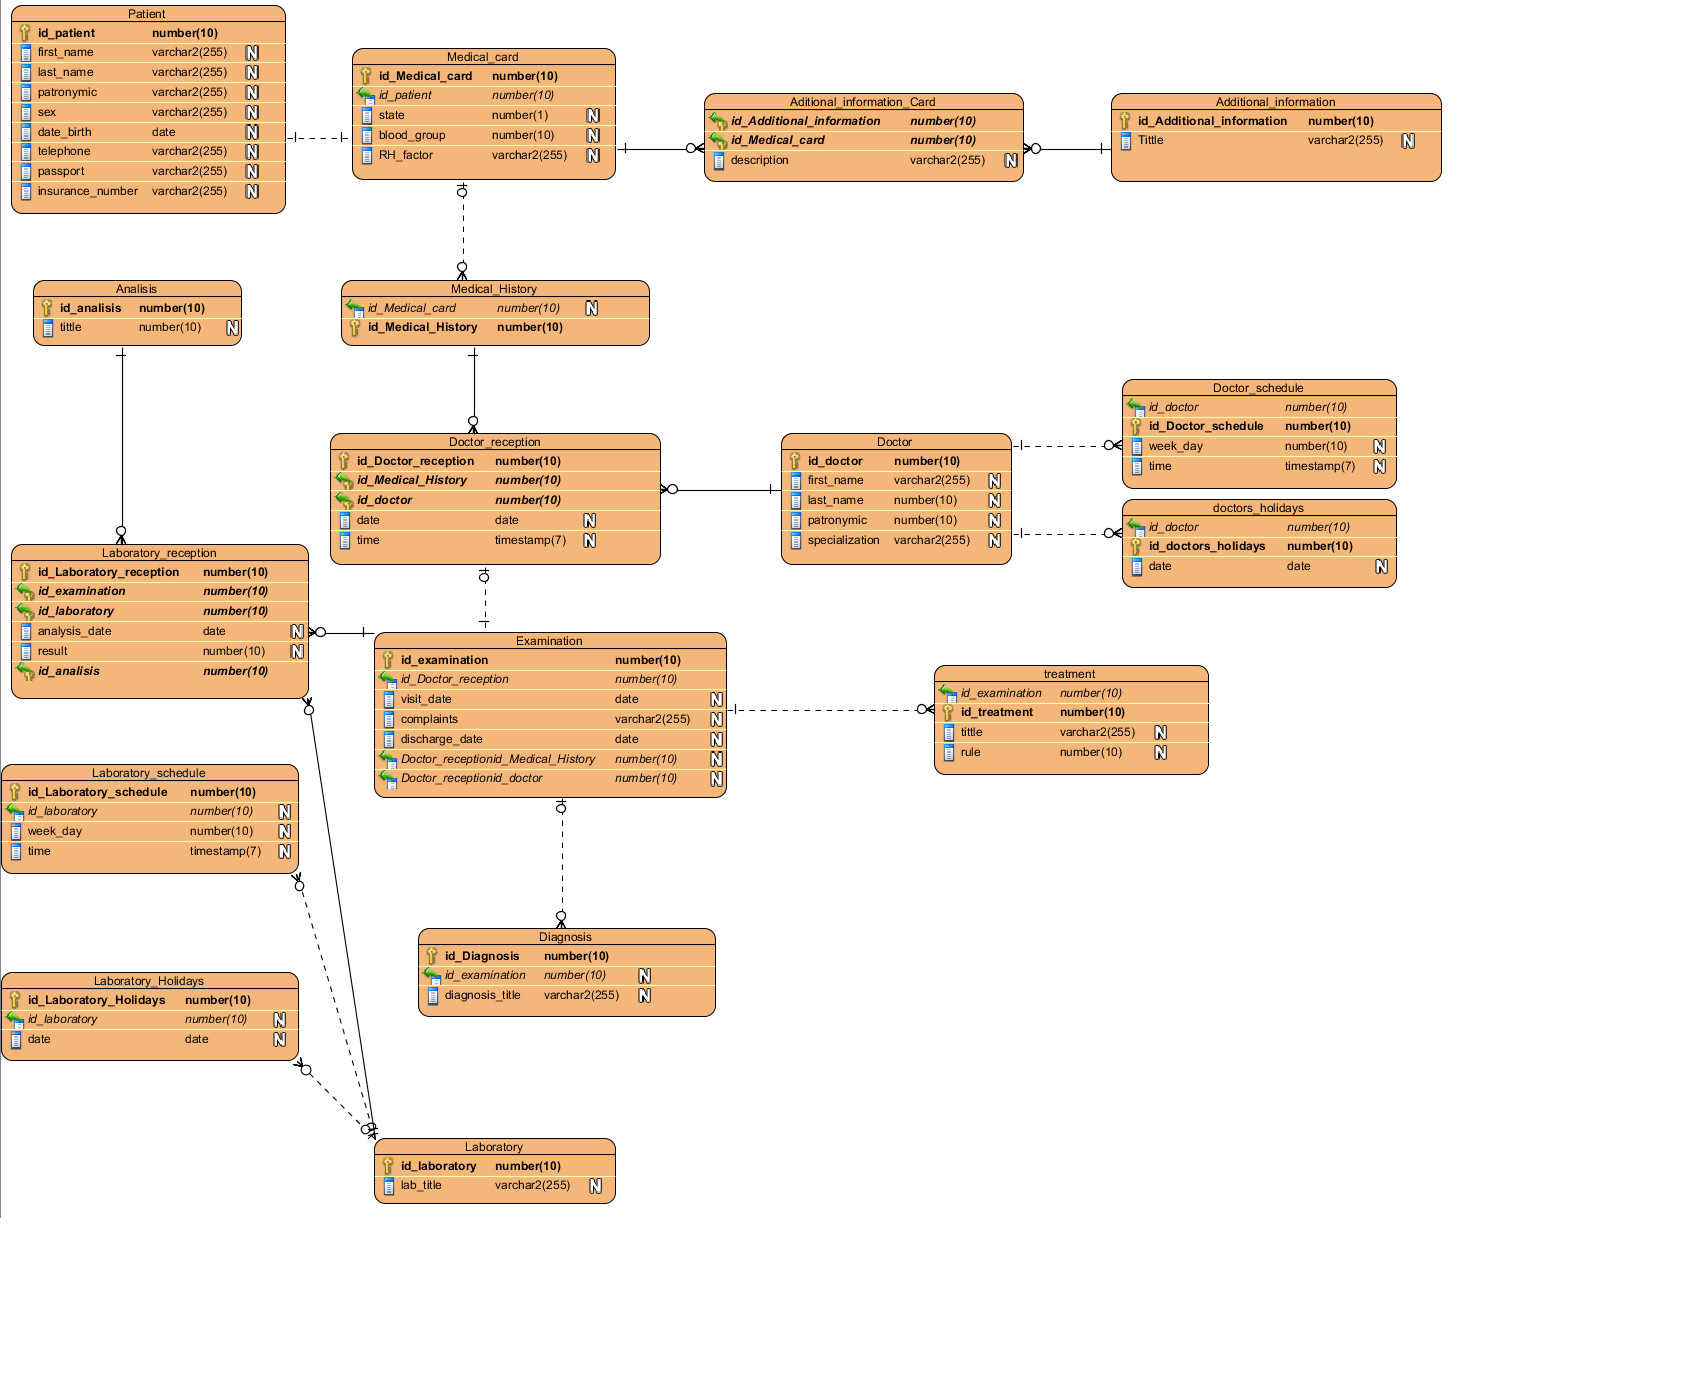 Patient
id_patient number(10)
first_name varchar2(255) N
last_name varchar2(255) N
patronymic varchar2(255) N
sex varchar2(255) N
date_birth date N
telephone varchar2(255) N
passport varchar2(255) N
insurance_number varchar2(255) N
Medical_card
id_Medical_card number(10)
id_patient number(10)
state number(1) N
blood_group number(10) N
RH_factor varchar2(255) N
Aditional_information_Card
id_Additional_information number(10)
id_Medical_card number(10)
description varchar2(255) N
Additional_information
id_Additional_information number(10)
Tittle varchar2(255) N
Analisis
id_analisis number(10)
tittle number(10) N
Medical_History
id_Medical_card number(10) N
id_Medical_History number(10)
Doctor_reception
id_Doctor_reception number(10)
id_Medical_History number(10)
id_doctor number(10)
date date N
time timestamp(7) N
Doctor
id_doctor number(10)
first_name varchar2(255) N
last_name number(10) N
patronymic number(10) N
specialization varchar2(255) N
Doctor_schedule
id_doctor number(10)
id_Doctor_schedule number(10)
week_day number(10) N
time timestamp(7) N
doctors_holidays
id_doctor number(10)
id_doctors_holidays number(10)
date date N
Laboratory_reception
id_Laboratory_reception number(10)
id_examination number(10)
id_laboratory number(10)
analysis_date date N
result number(10) N
id_analisis number(10)
Examination
id_examination number(10)
id_Doctor_reception number(10)
visit_date date N
complaints varchar2(255) N
discharge_date date N
Doctor_receptionid_Medical_History number(10) N
Doctor_receptionid_doctor number(10) N
treatment
id_examination number(10)
id_treatment number(10)
tittle varchar2(255) N
rule number(10) N
Laboratory_schedule
id_Laboratory_schedule number(10)
id_laboratory number(10) N
week_day number(10) N
time timestamp(7) N
Diagnosis
id_Diagnosis number(10)
id_examination number(10) N
diagnosis_title varchar2(255) N
Laboratory_Holidays
id_Laboratory_Holidays number(10)
id_laboratory number(10) N
date date N
Laboratory
id_laboratory number(10)
lab_title varchar2(255) N